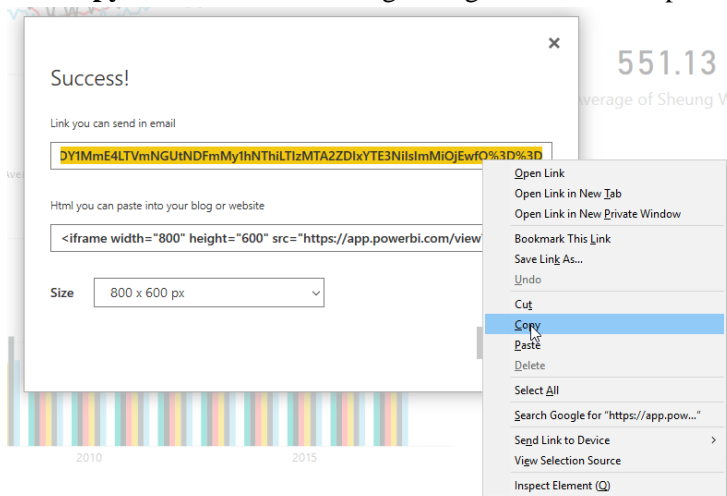 551.13
Average of Sheung W
Success!
Link you can send in email
DY1MmE4LTVmNGUtNDFmMy1hNThiLTIzMTA2ZDIxYTE3NiIsImMiOjEwfQ%3D%3D
Html you can paste into your blog or website
<iframe width="800" height="600" src="https://app.powerbi.com/view
Size 800 x 600 px
Open Link
Open Link in New Tab
Open Link in New Private Window
Bookmark This Link
Save Link As...
Undo
Cut
Copy
Paste
Delete
Select All
Search Google for "https://app.pow..."
Send Link to Device
View Selection Source
Inspect Element (Q)
2010 2015